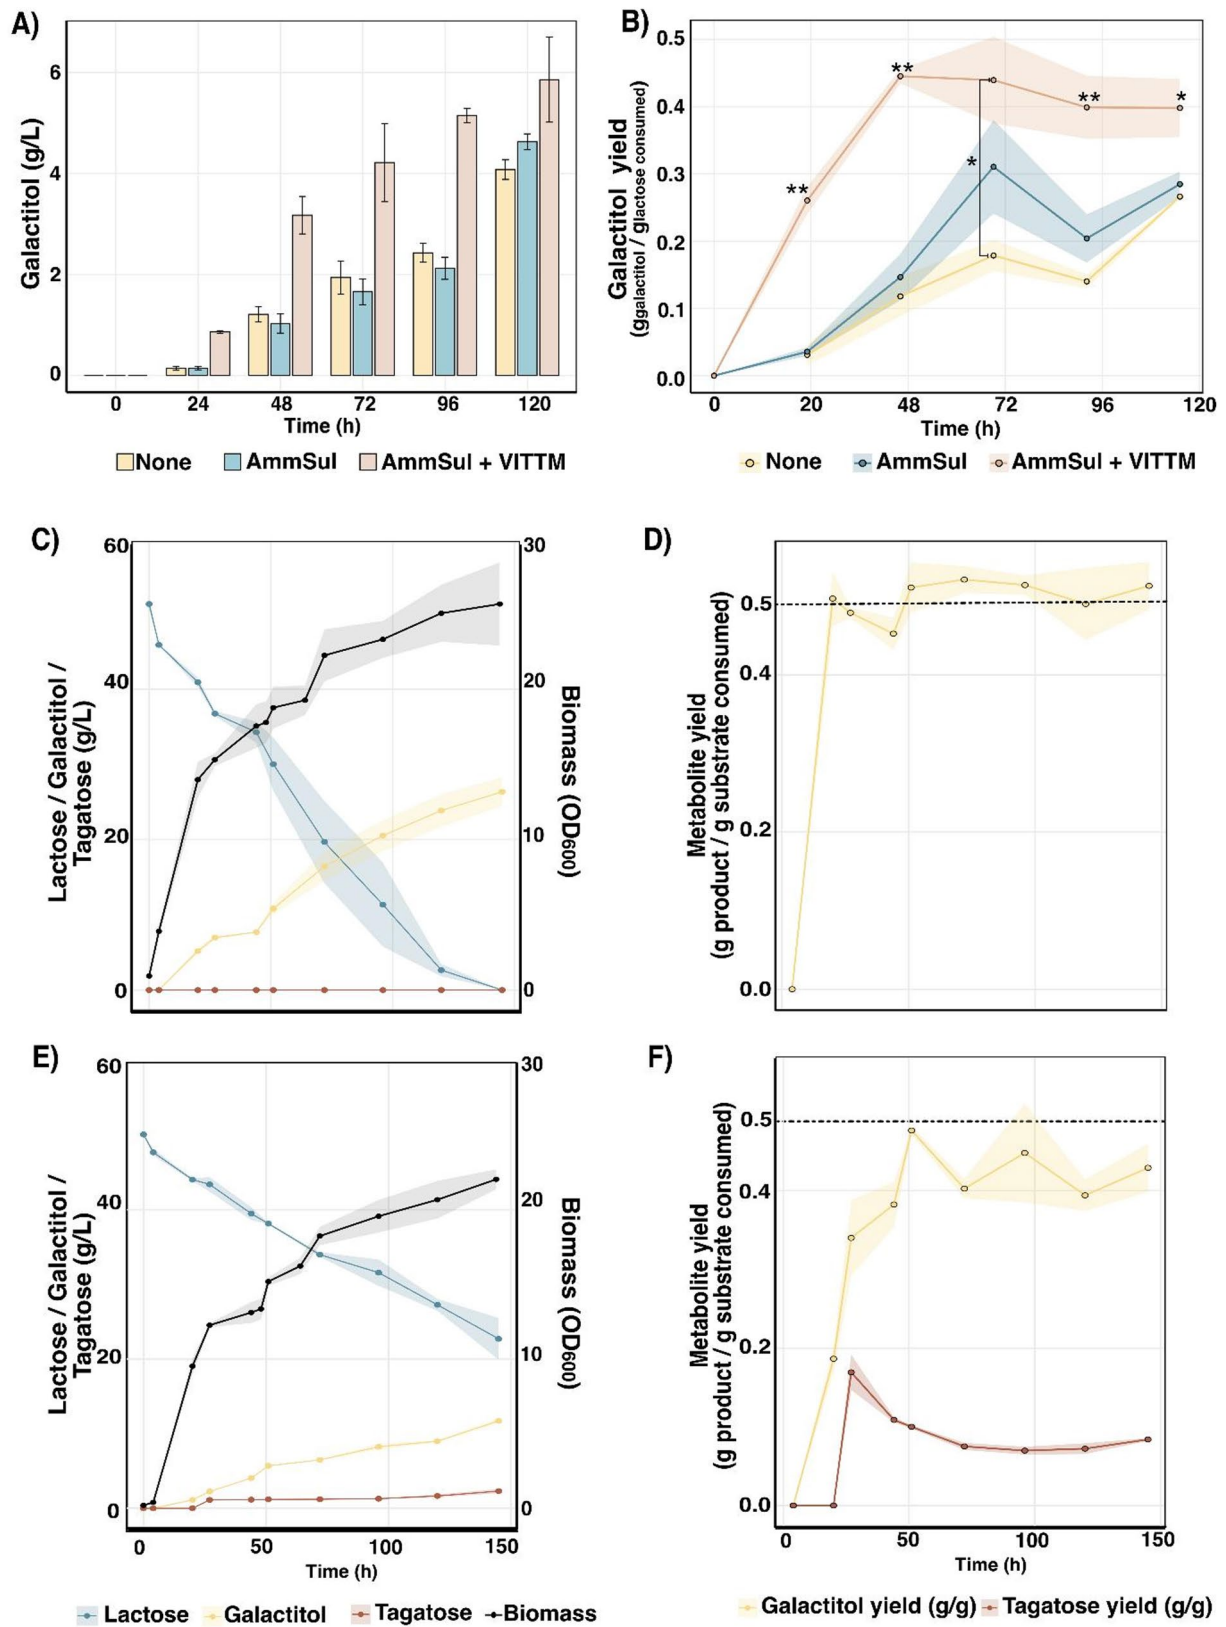 A)
Galactitol (g/L)
6
4
2
0
0 24 48 72 96 120
Time (h)
None AmmSul AmmSul + VITTM
B)
Galactitol yield
(ggalactitol / glactose consumed)
0.5
0.4
0.3
0.2
0.1
0.0
** ** * ** *
0 20 48 72 96 120
Time (h)
None AmmSul AmmSul + VITTM
C)
Lactose / Galactitol /
Tagatose (g/L)
60
40
20
0
30
20
10
0
Biomass (OD600)
D)
Metabolite yield
(g product / g substrate consumed)
0.5
0.4
0.2
0.0
E)
Lactose / Galactitol /
Tagatose (g/L)
60
40
20
0
30
20
10
0
Biomass (OD600)
0 50 100 150
Time (h)
Lactose Galactitol Tagatose Biomass
F)
Metabolite yield
(g product / g substrate consumed)
0.5
0.4
0.2
0.0
0 50 100 150
Time (h)
Galactitol yield (g/g) Tagatose yield (g/g)